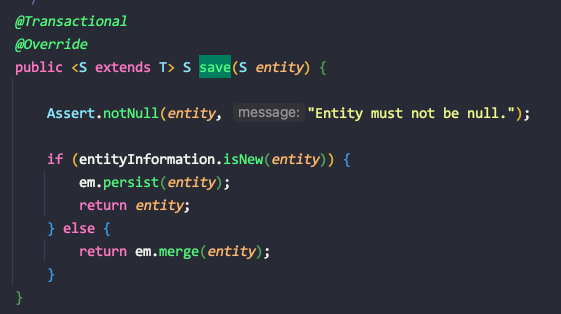 @Transactional
@Override
public <S extends T> S save(S entity) {
Assert.notNull(entity, message: "Entity must not be null.");
if (entityInformation.isNew(entity)) {
em.persist(entity);
return entity;
} else {
return em.merge(entity);
}
}